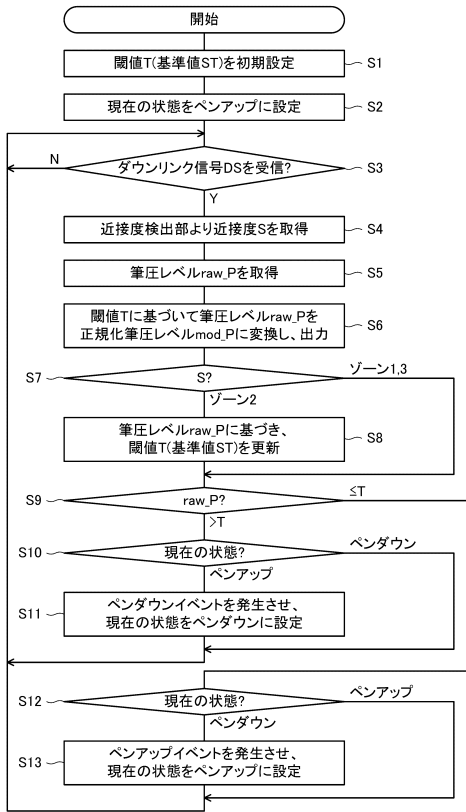 開始
閾値T(基準値ST)を初期設定
S1
現在の状態をペンアップに設定
S2
N
ダウンリンク信号DSを受信?
S3
Y
近接度検出部より近接度Sを取得
S4
筆圧レベルraw_Pを取得
S5
閾値Tに基づいて筆圧レベルraw_Pを
正規化筆圧レベルmod_Pに変換し、出力
S6
S7
S?
ゾーン1,3
ゾーン2
筆圧レベルraw_Pに基づき、
閾値T(基準値ST)を更新
S8
S9
raw_P?
≤T
>T
S10
現在の状態?
ペンダウン
ペンアップ
S11
ペンダウンイベントを発生させ、
現在の状態をペンダウンに設定
S12
現在の状態?
ペンアップ
ペンダウン
S13
ペンアップイベントを発生させ、
現在の状態をペンアップに設定